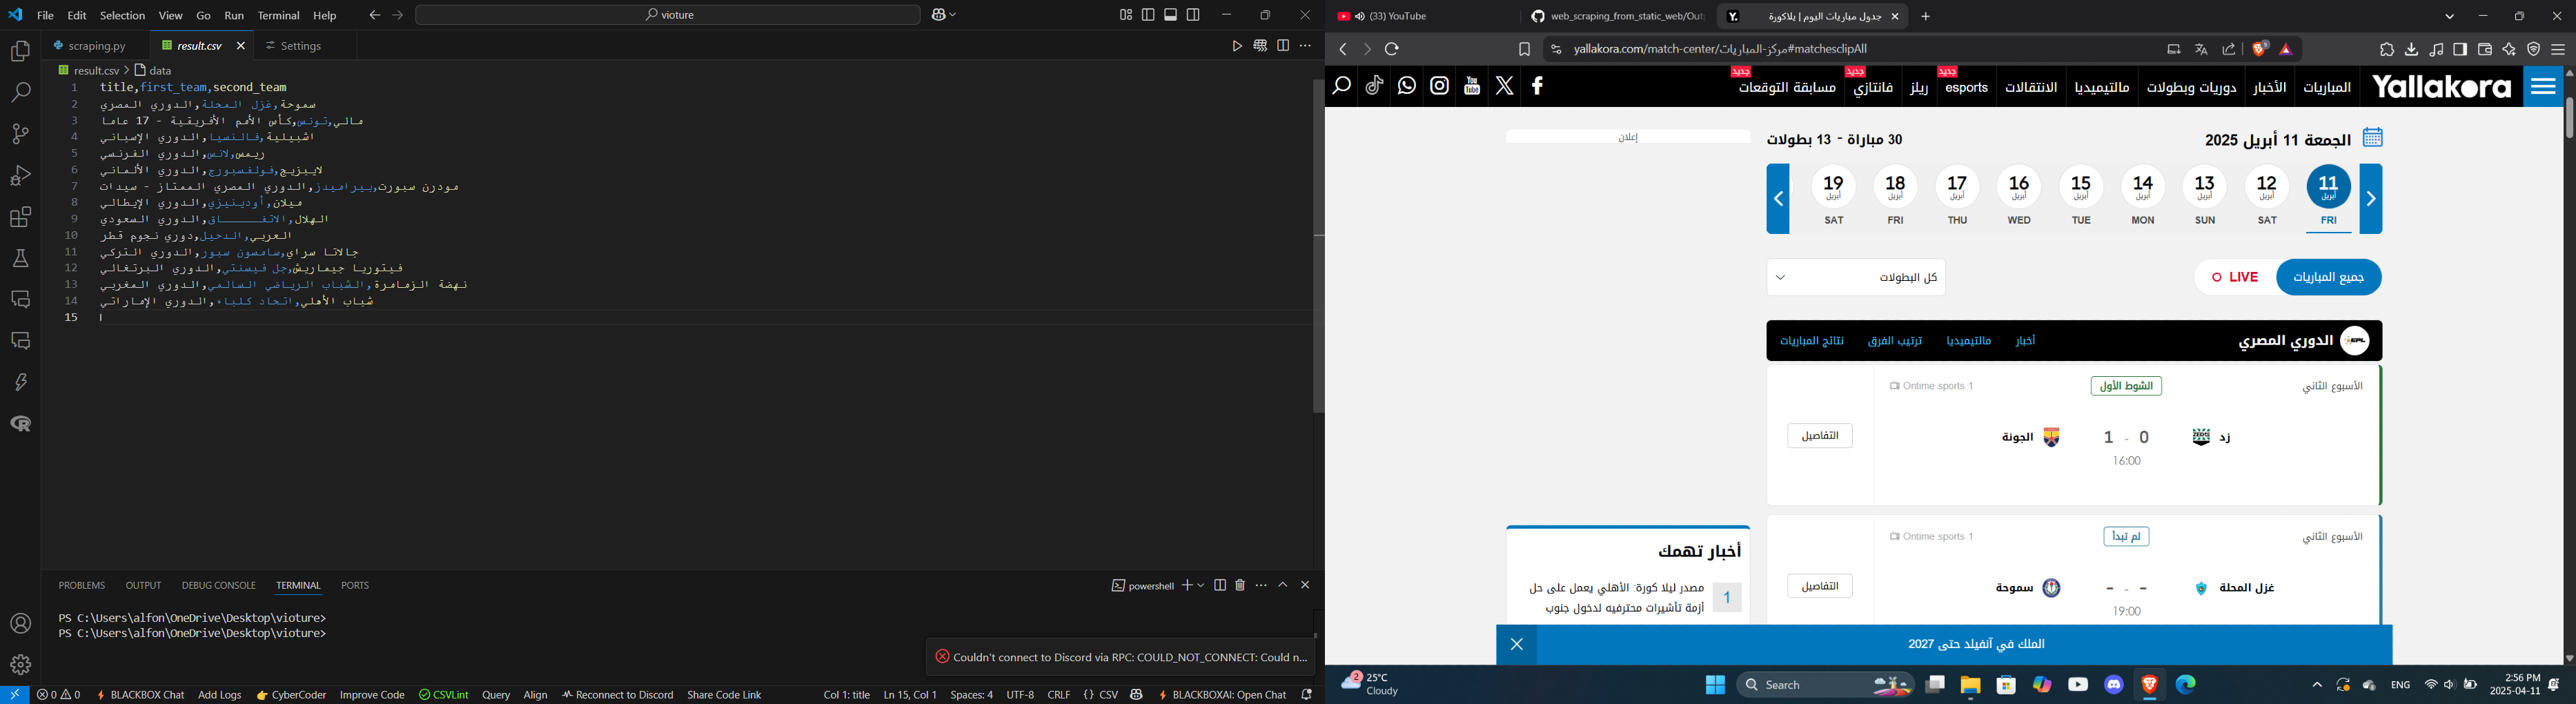 File Edit Selection View Go Run Terminal Help
vioture
scraping.py result.csv Settings
result.csv > data
1 title,first_team,second_team
2 الدوري المصري,غزل المحلة,سموحة
3 كأس الأمم الأفريقية - 17 عاما,تونس,مالي
4 الدوري الإسباني,فالنسيا,اشبيلية
5 الدوري الفرنسي,لانس,ريمس
6 الدوري الألماني,فولفسبورج,لايبزيج
7 الدوري المصري الممتاز - سيدات,بيراميدز,مودرن سبورت
8 الدوري الإيطالي,أودينيزي,ميلان
9 الدوري السعودي,الاتفـــــاق,الهلال
10 دوري نجوم قطر,الدحيل,العربي
11 الدوري التركي,سامسون سبور,جالاتا سراي
12 الدوري البرتغالي,جل فيسنتي,فيتوريا جيماريش
13 الدوري المغربي,الشباب الرياضي السالمي,نهضة الزمامرة
14 الدوري الإماراتي,اتحاد كلباء,شباب الأهلي
15
PROBLEMS OUTPUT DEBUG CONSOLE TERMINAL PORTS
powershell
PS C:\Users\alfon\OneDrive\Desktop\vioture>
PS C:\Users\alfon\OneDrive\Desktop\vioture>
Couldn't connect to Discord via RPC: COULD_NOT_CONNECT: Could n...
0 0 BLACKBOX Chat Add Logs CyberCoder Improve Code CSVLint Query Align Reconnect to Discord Share Code Link Col 1: title Ln 15, Col 1 Spaces: 4 UTF-8 CRLF {} CSV BLACKBOXAI: Open Chat
(33) YouTube
web_scraping_from_static_web/Out
جدول مباريات اليوم | يلاكورة
yallakora.com/match-center/مركز-المباريات#matchesclipAll
Yallakora
المباريات الأخبار دوريات وبطولات مالتيميديا الانتقالات esports جديد ريلز فانتازي جديد مسابقة التوقعات جديد
You Tube
إعلان
الجمعة 11 أبريل 2025
30 مباراة - 13 بطولات
11 أبريل FRI
12 أبريل SAT
13 أبريل SUN
14 أبريل MON
15 أبريل TUE
16 أبريل WED
17 أبريل THU
18 أبريل FRI
19 أبريل SAT
جميع المباريات
LIVE
كل البطولات
EPL
الدوري المصري
أخبار مالتيميديا ترتيب الفرق نتائج المباريات
الأسبوع الثاني
الشوط الأول
Ontime sports 1
زد 0 - 1 الجونة
16:00
التفاصيل
الأسبوع الثاني
لم تبدأ
Ontime sports 1
غزل المحلة - - - سموحة
19:00
التفاصيل
أخبار تهمك
1
مصدر ليلا كورة: الأهلي يعمل على حل
أزمة تأشيرات محترفيه لدخول جنوب
الملك في آنفيلد حتى 2027
2
25°C
Cloudy
Search
ENG
2:56 PM
2025-04-11